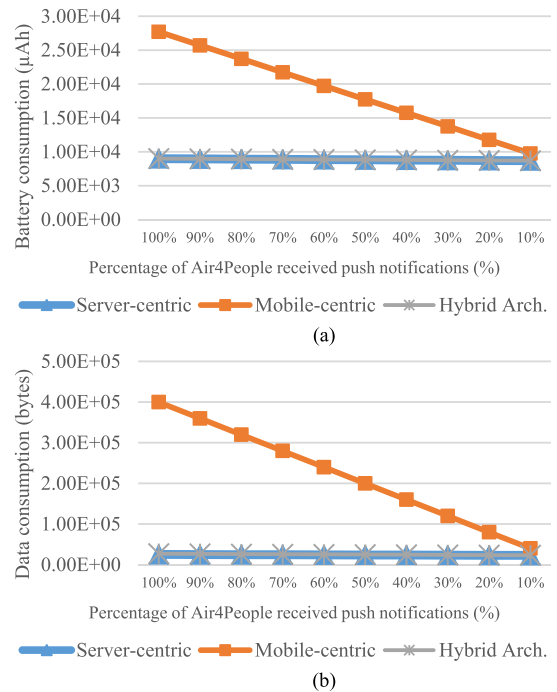 3.00E+04
2.50E+04
2.00E+04
1.50E+04
1.00E+04
5.00E+03
0.00E+00
Battery consumption (µAh)
100% 90% 80% 70% 60% 50% 40% 30% 20% 10%
Percentage of Air4People received push notifications (%)
Server-centric Mobile-centric Hybrid Arch.
(a)
5.00E+05
4.00E+05
3.00E+05
2.00E+05
1.00E+05
0.00E+00
Data consumption (bytes)
100% 90% 80% 70% 60% 50% 40% 30% 20% 10%
Percentage of Air4People received push notifications (%)
Server-centric Mobile-centric Hybrid Arch.
(b)